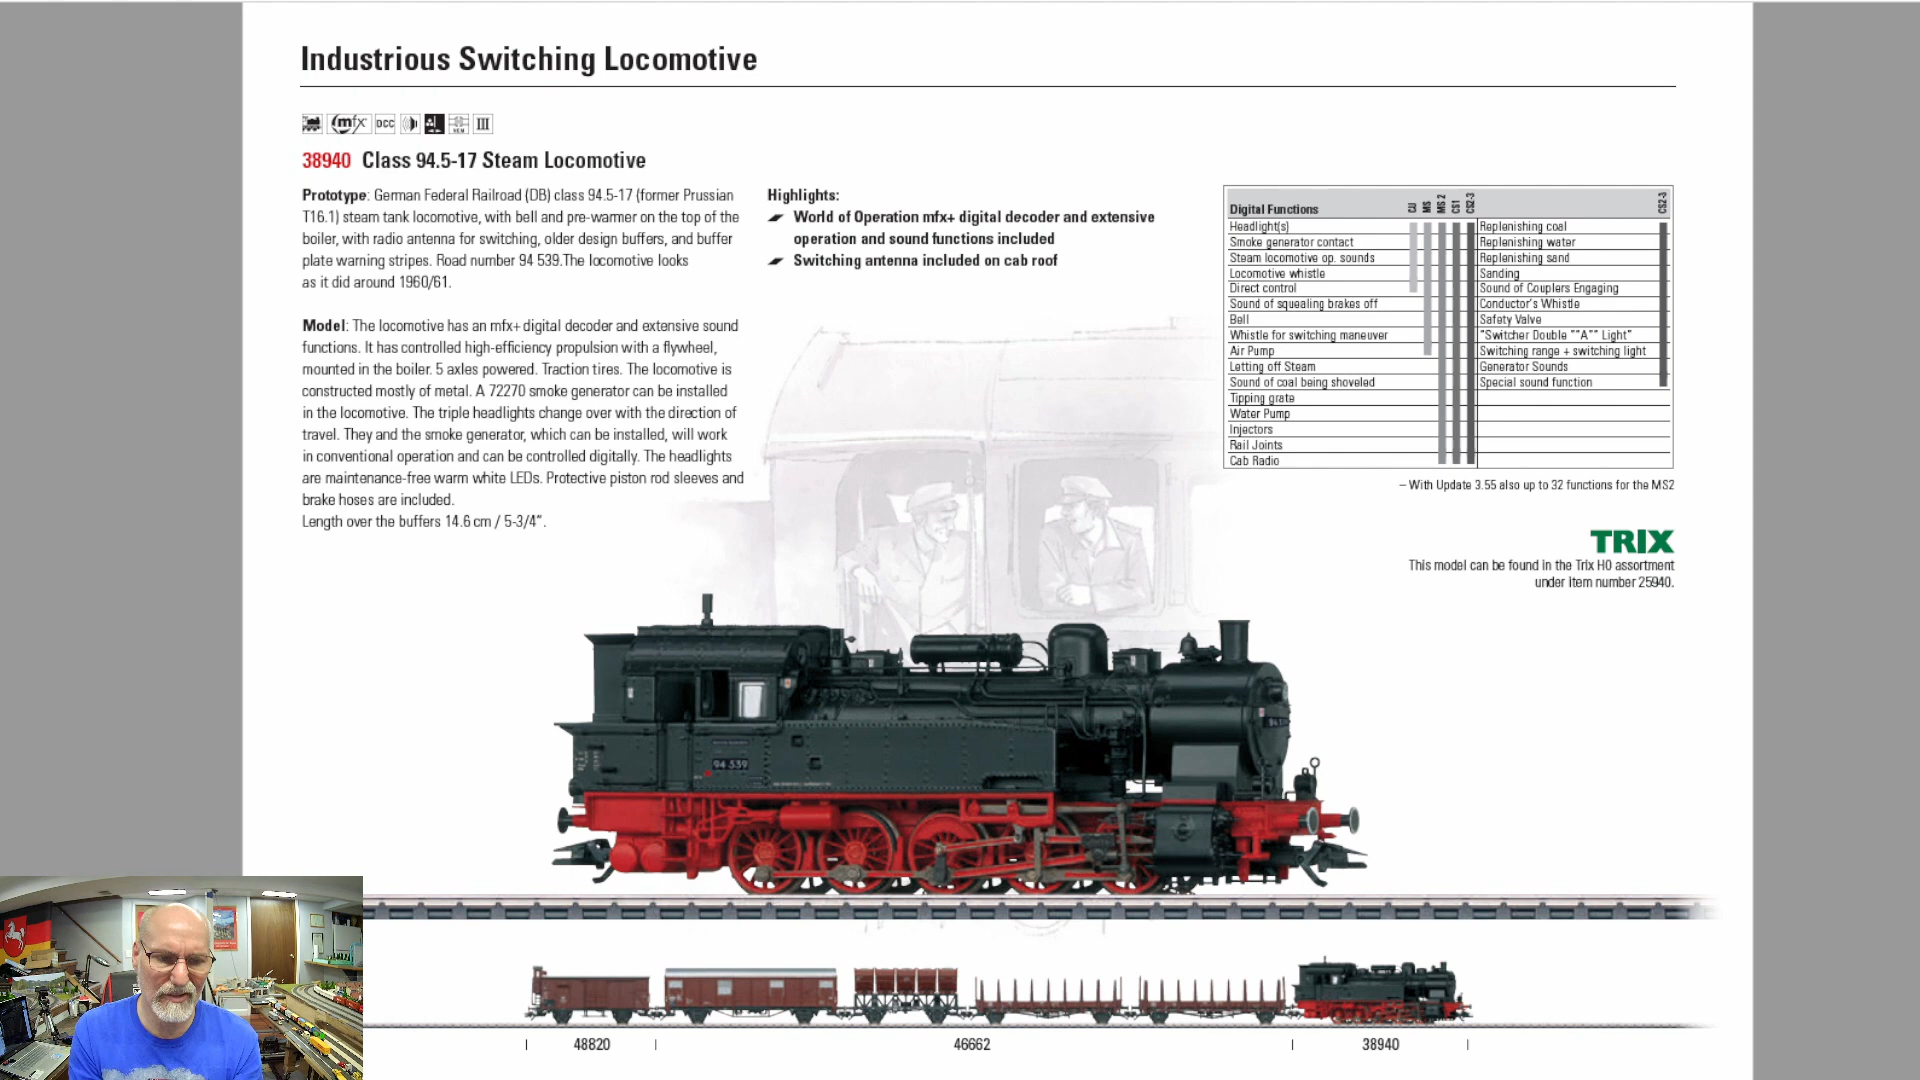 Industrious Switching Locomotive
mfx DCC III
38940 Class 94.5-17 Steam Locomotive
Prototype: German Federal Railroad (DB) class 94.5-17 (former Prussian
T16.1) steam tank locomotive, with bell and pre-warmer on the top of the
boiler, with radio antenna for switching, older design buffers, and buffer
plate warning stripes. Road number 94 539.The locomotive looks
as it did around 1960/61.
Model: The locomotive has an mfx+ digital decoder and extensive sound
functions. It has controlled high-efficiency propulsion with a flywheel,
mounted in the boiler. 5 axles powered. Traction tires. The locomotive is
constructed mostly of metal. A 72270 smoke generator can be installed
in the locomotive. The triple headlights change over with the direction of
travel. They and the smoke generator, which can be installed, will work
in conventional operation and can be controlled digitally. The headlights
are maintenance-free warm white LEDs. Protective piston rod sleeves and
brake hoses are included.
Length over the buffers 14.6 cm / 5-3/4”.
Highlights:
World of Operation mfx+ digital decoder and extensive
operation and sound functions included
Switching antenna included on cab roof
Digital Functions CU MS MS 2 CS1 CS2-3
Headlight(s)
Smoke generator contact
Steam locomotive op. sounds
Locomotive whistle
Direct control
Sound of squealing brakes off
Bell
Whistle for switching maneuver
Air Pump
Letting off Steam
Sound of coal being shoveled
Tipping grate
Water Pump
Injectors
Rail Joints
Cab Radio
CS2-3
Replenishing coal
Replenishing water
Replenishing sand
Sanding
Sound of Couplers Engaging
Conductor’s Whistle
Safety Valve
“Switcher Double ""A"" Light”
Switching range + switching light
Generator Sounds
Special sound function
– With Update 3.55 also up to 32 functions for the MS2
TRIX
This model can be found in the Trix H0 assortment
under item number 25940.
94 539
48820 46662 38940